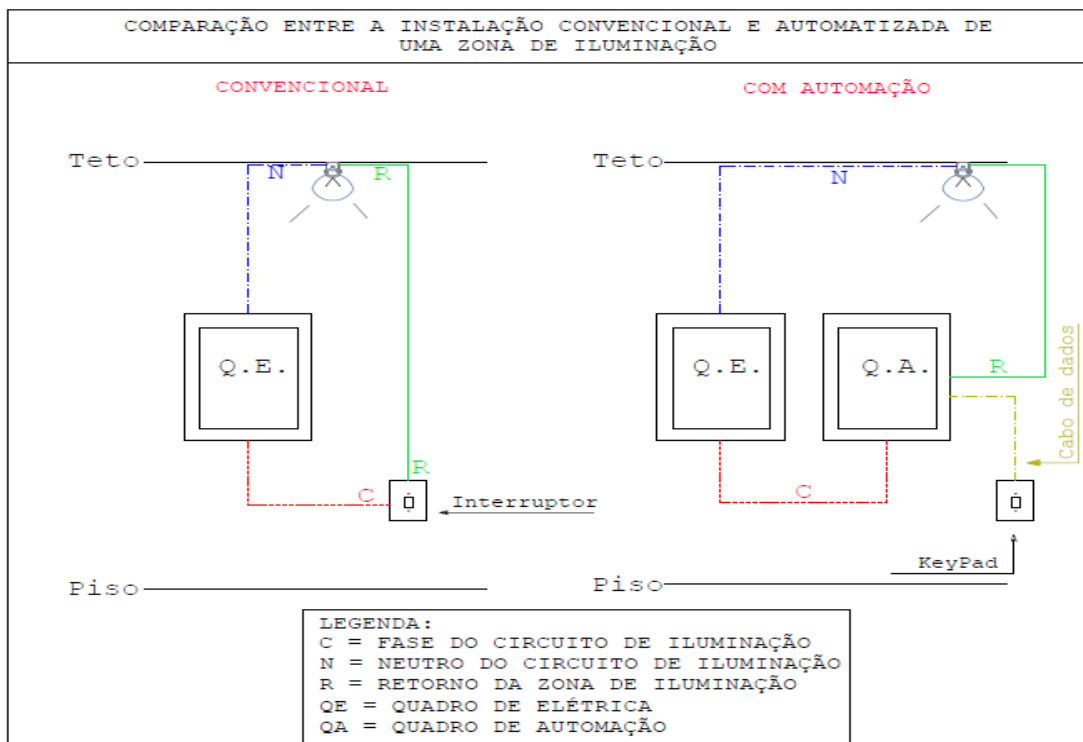 COMPARAÇÃO ENTRE A INSTALAÇÃO CONVENCIONAL E AUTOMATIZADA DE
UMA ZONA DE ILUMINAÇÃO
CONVENCIONAL
Teto
N
R
Q.E.
R
C
Interruptor
Piso
COM AUTOMAÇÃO
Teto
N
Q.E.
Q.A.
R
Cabo de dados
C
KeyPad
Piso
LEGENDA:
C = FASE DO CIRCUITO DE ILUMINAÇÃO
N = NEUTRO DO CIRCUITO DE ILUMINAÇÃO
R = RETORNO DA ZONA DE ILUMINAÇÃO
QE = QUADRO DE ELÉTRICA
QA = QUADRO DE AUTOMAÇÃO